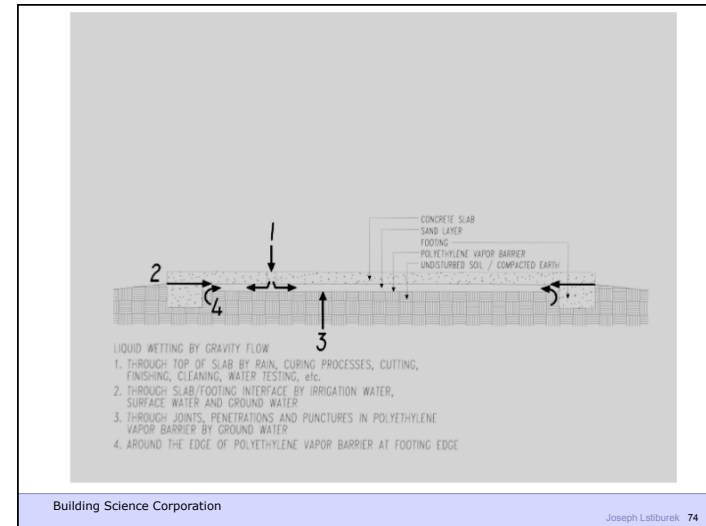 1
CONCRETE SLAB
SAND LAYER
FOOTING
POLYETHYLENE VAPOR BARRIER
UNDISTURBED SOIL / COMPACTED EARTH
2
4
3
LIQUID WETTING BY GRAVITY FLOW
1. THROUGH TOP OF SLAB BY RAIN, CURING PROCESSES, CUTTING,
FINISHING, CLEANING, WATER TESTING, etc.
2. THROUGH SLAB/FOOTING INTERFACE BY IRRIGATION WATER,
SURFACE WATER AND GROUND WATER
3. THROUGH JOINTS, PENETRATIONS AND PUNCTURES IN POLYETHYLENE
VAPOR BARRIER BY GROUND WATER
4. AROUND THE EDGE OF POLYETHYLENE VAPOR BARRIER AT FOOTING EDGE
Building Science Corporation
Joseph Lstiburek 74